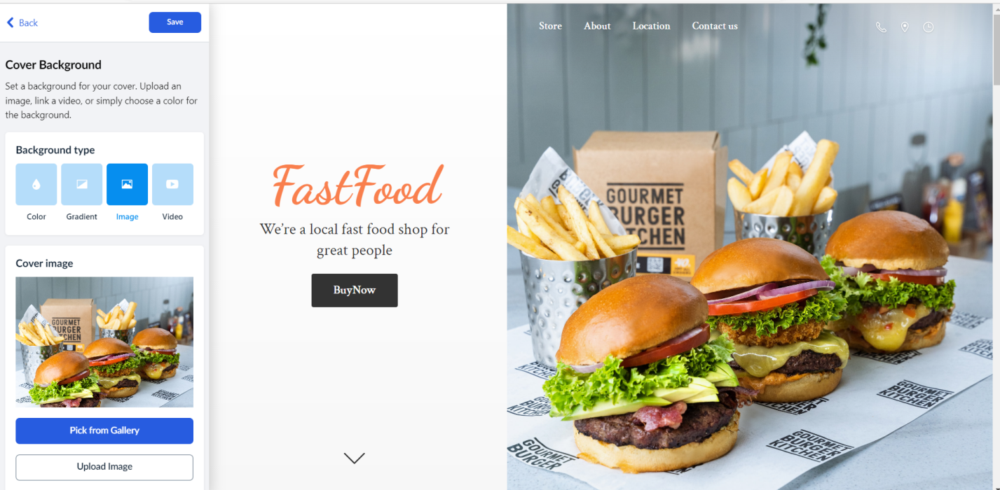 Back
Save
Cover Background
Set a background for your cover. Upload an
image, link a video, or simply choose a color for
the background.
Background type
Color
Gradient
Image
Video
Cover image
GOURMET
BURGER
KITCHEN
Pick from Gallery
Upload Image
FastFood
We’re a local fast food shop for
great people
BuyNow
Store
About
Location
Contact us
GOURMET
BURGER
KITCHEN
GOURMET
BURGER
KITCHEN
GOURMET
BURGER
KITCHEN
GOURMET
BURGER